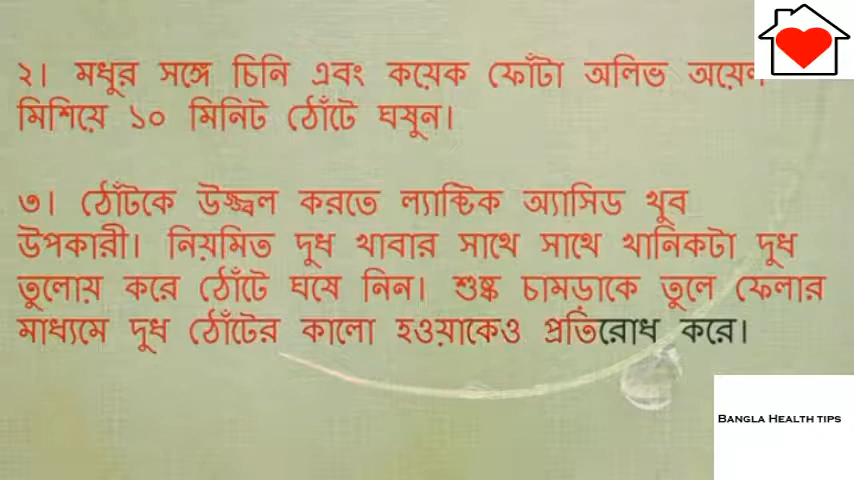 ২। মধুর সঙ্গে চিনি এবং কয়েক ফোঁটা অলিভ অয়েল
মিশিয়ে ১০ মিনিট ঠোঁটে ঘষুন।
৩। ঠোঁটকে উজ্জ্বল করতে ল্যাক্টিক অ্যাসিড খুব
উপকারী। নিয়মিত দুধ খাবার সাথে সাথে খানিকটা দুধ
তুলোয় করে ঠোঁটে ঘষে নিন। শুষ্ক চামড়াকে তুলে ফেলার
মাধ্যমে দুধ ঠোঁটের কালো হওয়াকেও প্রতিরোধ করে।
BANGLA HEALTH TIPS